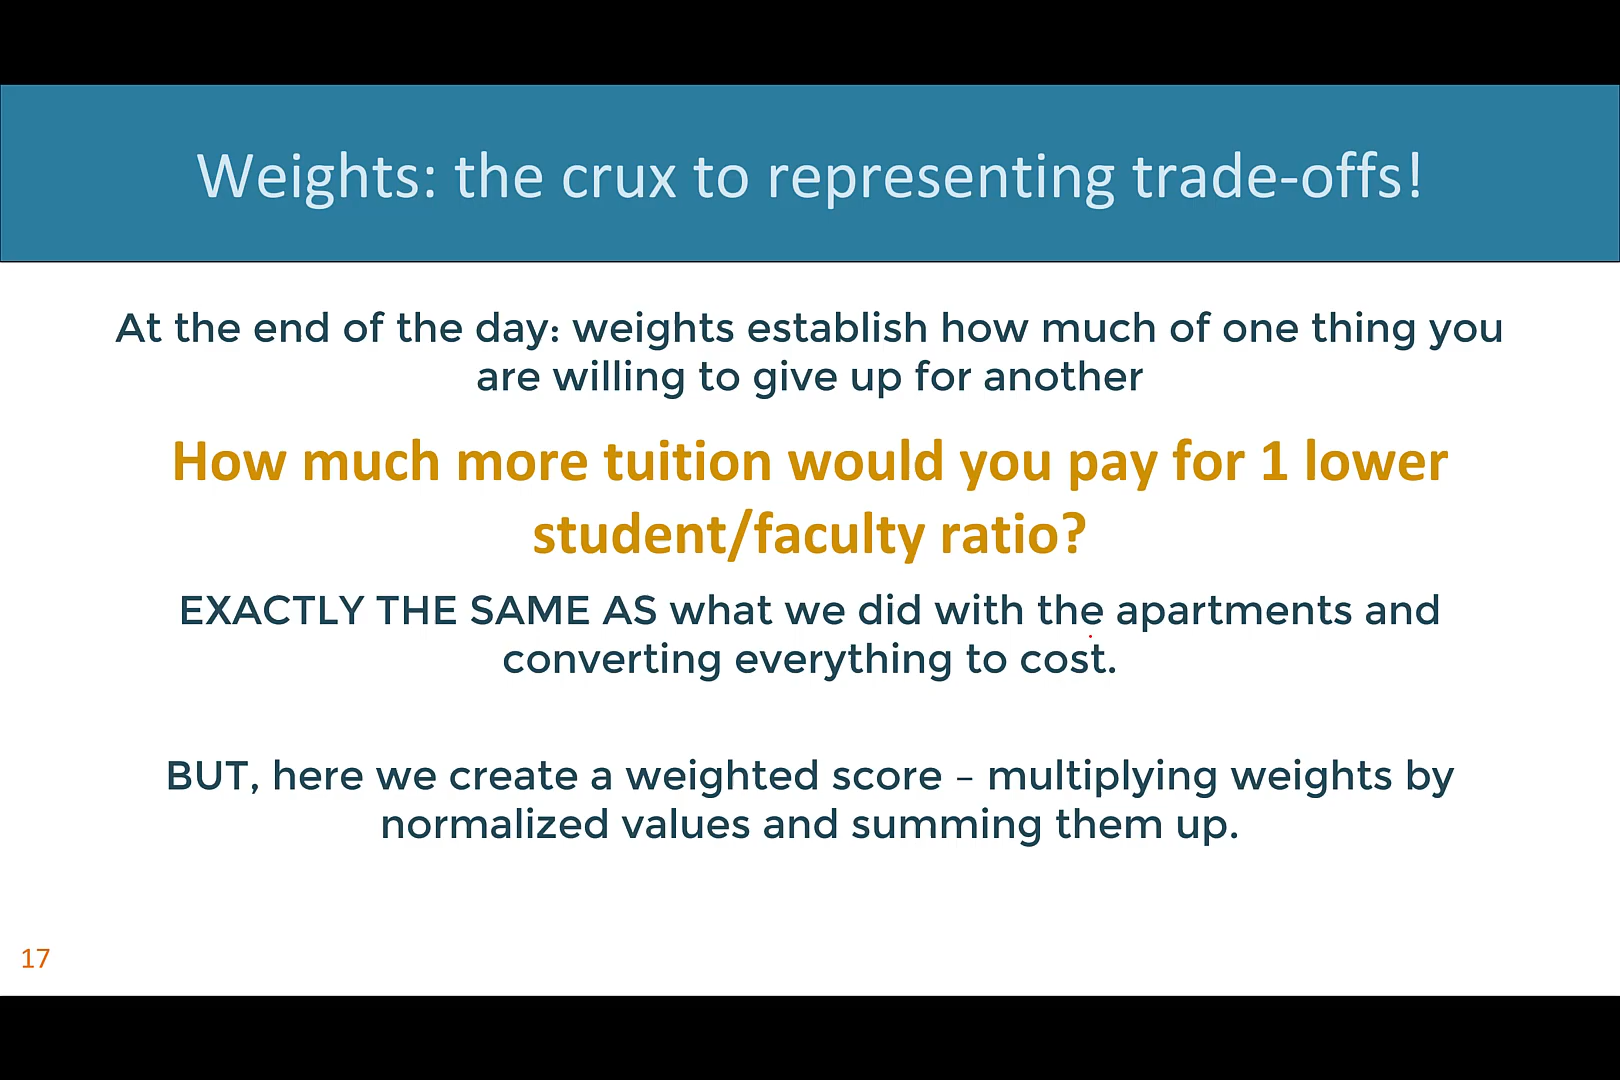 Weights: the crux to representing trade-offs!
At the end of the day: weights establish how much of one thing you
are willing to give up for another
How much more tuition would you pay for 1 lower
student/faculty ratio?
EXACTLY THE SAME AS what we did with the apartments and
converting everything to cost.
BUT, here we create a weighted score – multiplying weights by
normalized values and summing them up.
17